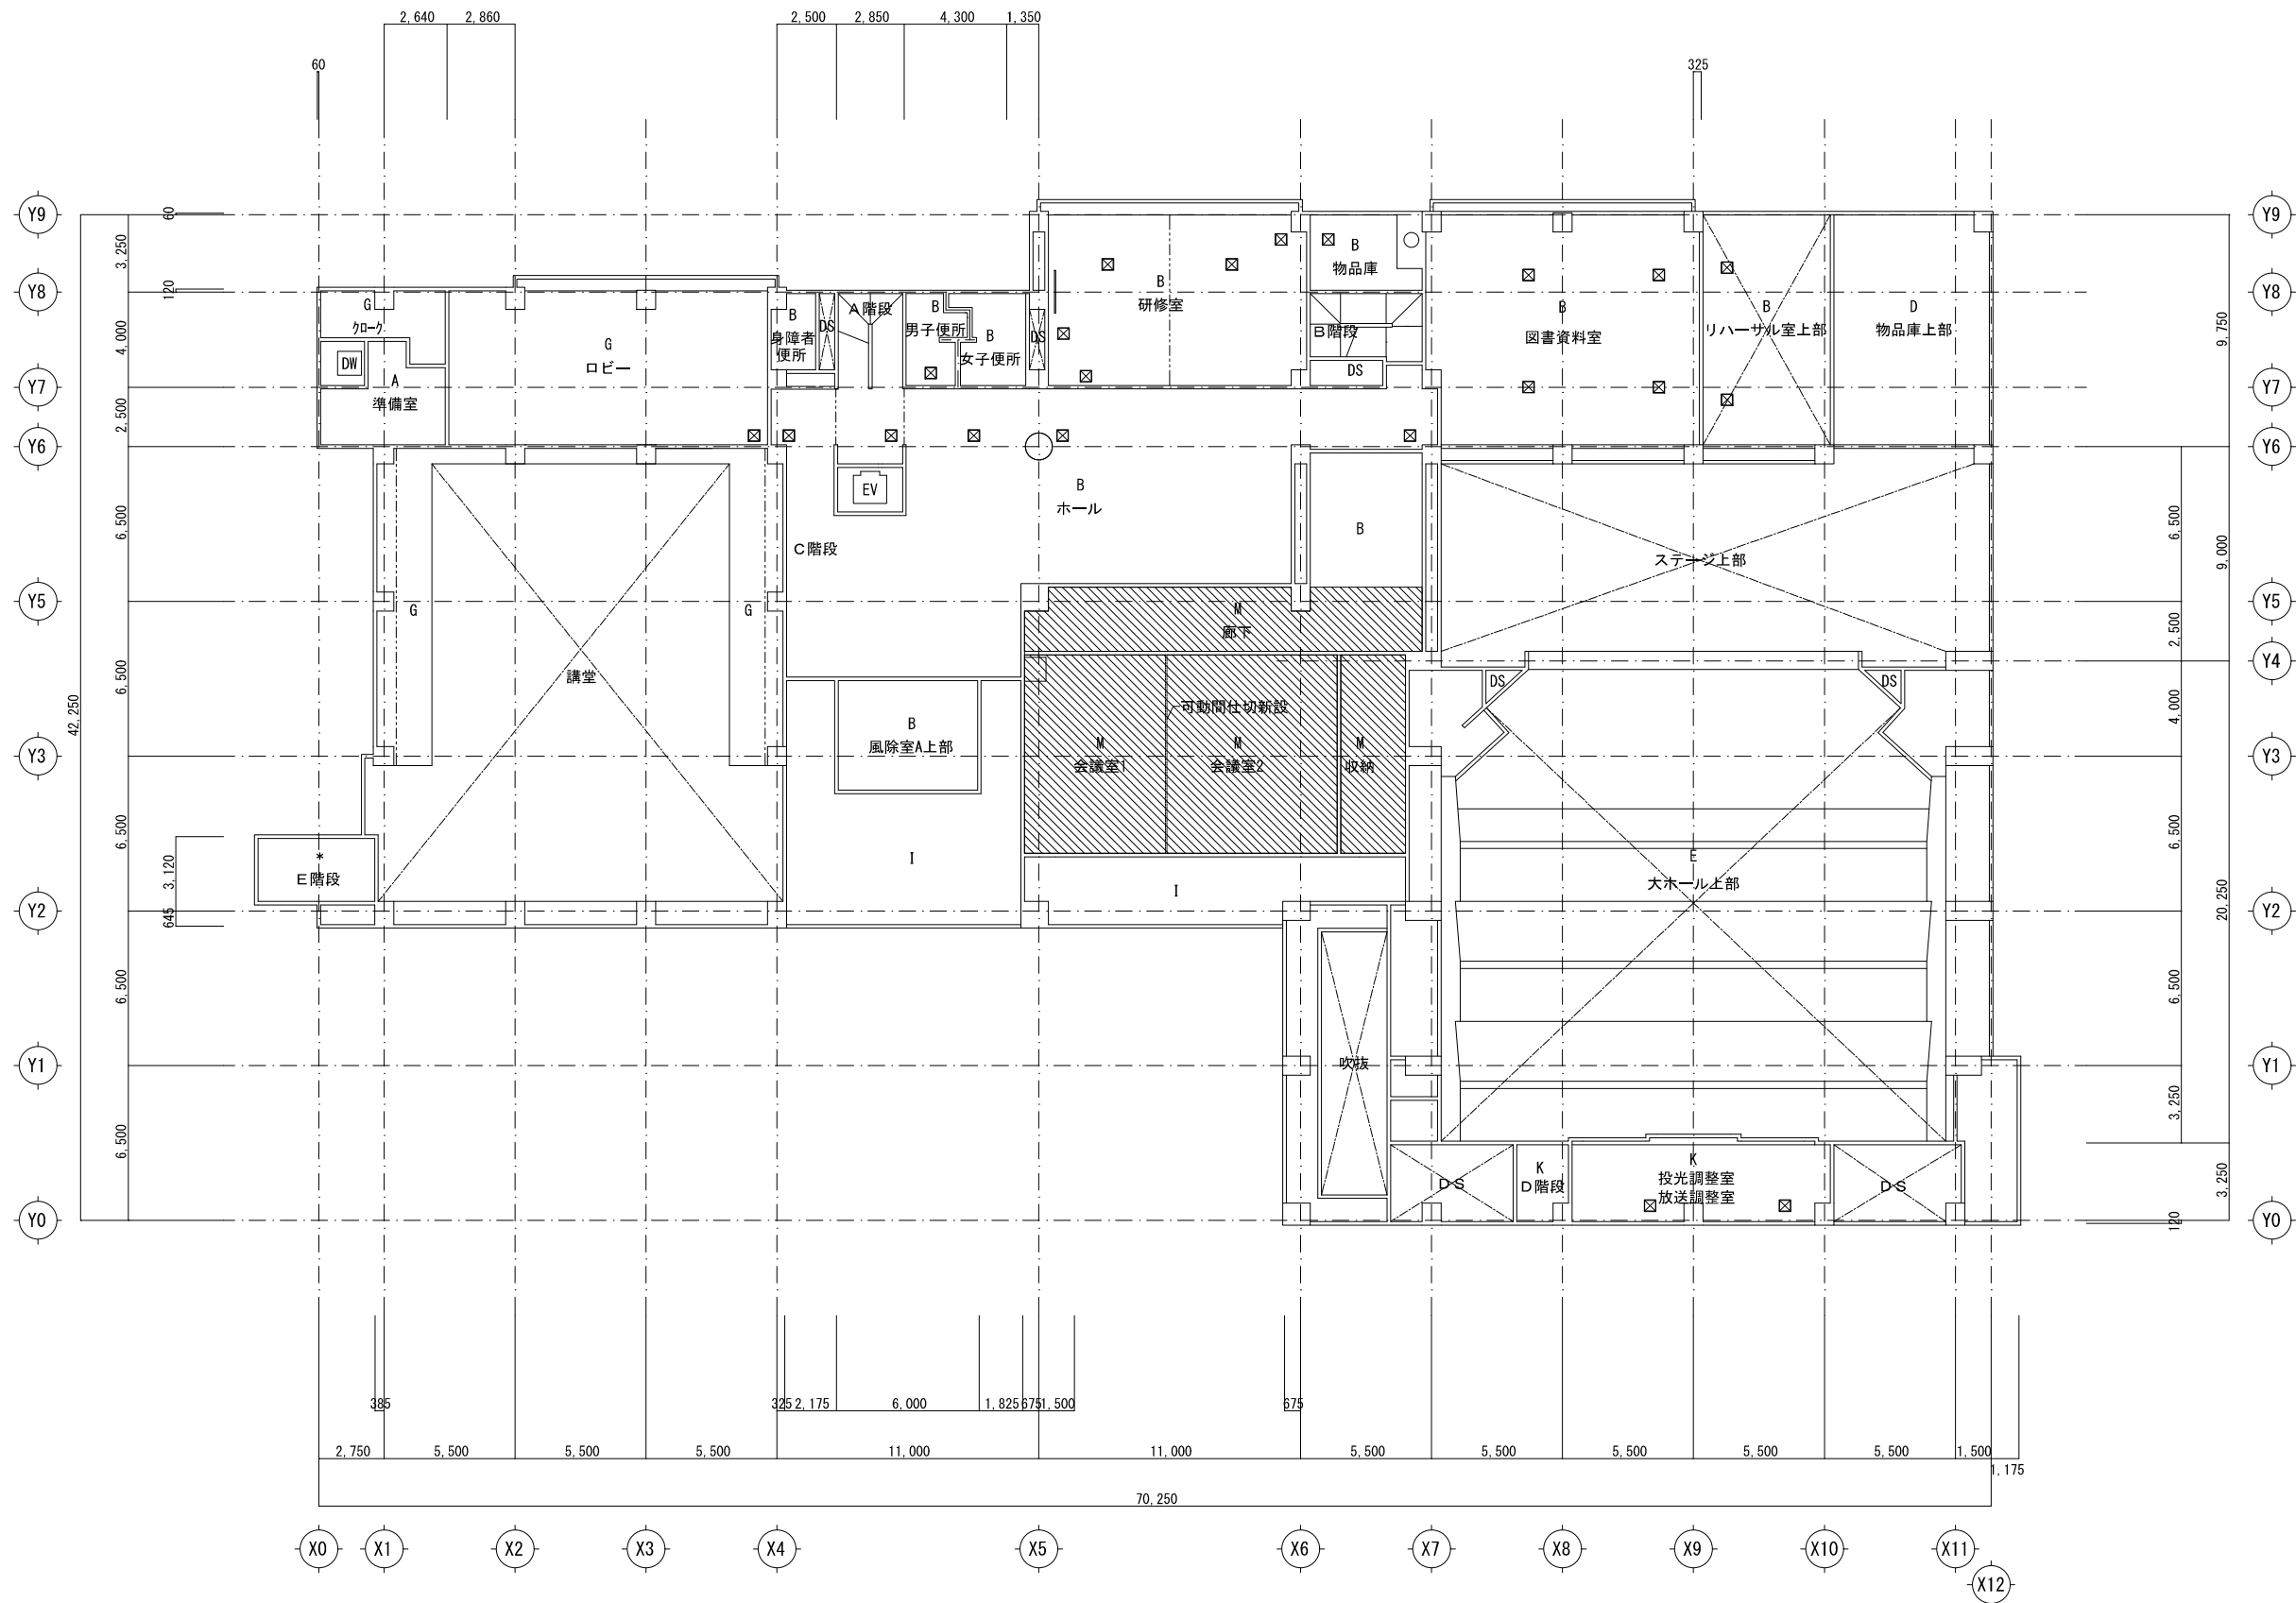 2,640 2,860 2,500 2,850 4,300 1,350
60 325
Y9 Y9
60
3,250
B
物品庫
B
研修室
Y8 Y8
120
G
クローク
B
身障者
便所
DS
A階段
B
男子便所
B
女子便所
DS
B階段
B
図書資料室
B
リハーサル室上部
D
物品庫上部
4,000
9,750
G
ロビー
DW
A
準備室
DS
Y7 Y7
2,500
Y6 Y6
EV
B
ホール
B
C階段
ステージ上部
6,500
6,500
9,000
Y5 Y5
G
G
M
廊下
2,500
講堂
Y4 Y4
6,500
DS
DS
可動間仕切新設
4,000
42,250
B
風除室A上部
M
会議室1
M
会議室2
M
収納
Y3 Y3
6,500
6,500
3,120
*
E階段
I
I
E
大ホール上部
20,250
Y2 Y2
645
6,500
6,500
吹抜
Y1 Y1
3,250
6,500
DS
K
D階段
K
投光調整室
放送調整室
DS
3,250
Y0 Y0
120
385 325 2,175 6,000 1,825 675 1,500 675
2,750 5,500 5,500 5,500 11,000 11,000 5,500 5,500 5,500 5,500 5,500 1,500
1,175
70,250
X0 X1 X2 X3 X4 X5 X6 X7 X8 X9 X10 X11
X12